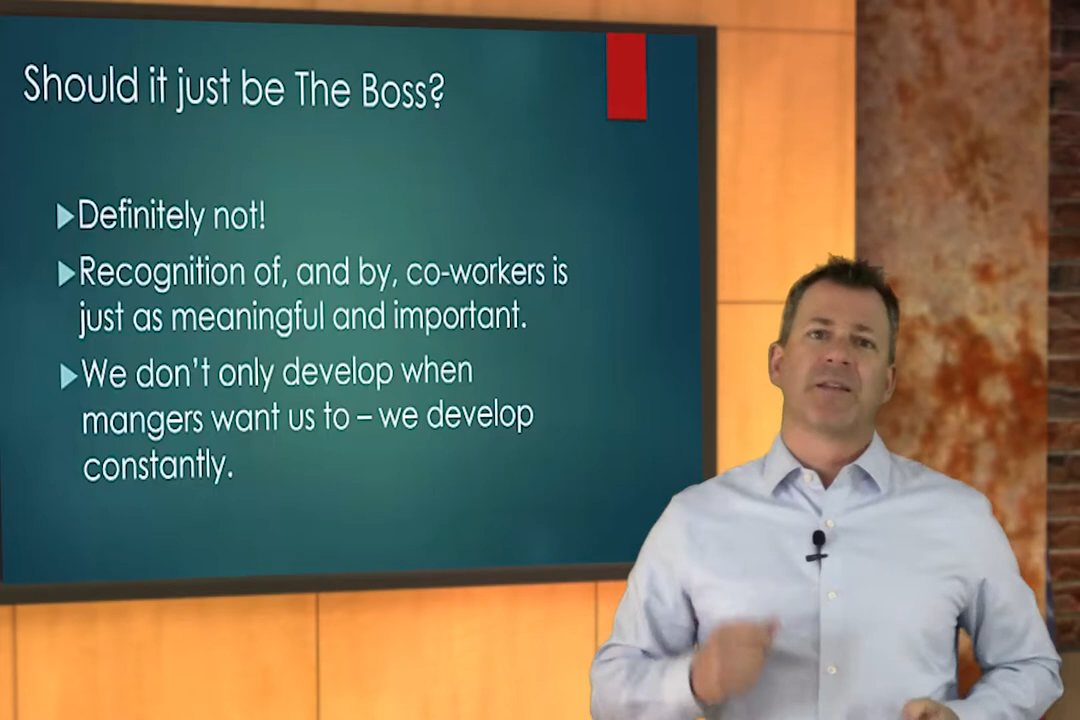 Should it just be The Boss?
Definitely not!
Recognition of, and by, co-workers is
just as meaningful and important.
We don't only develop when
mangers want us to – we develop
constantly.